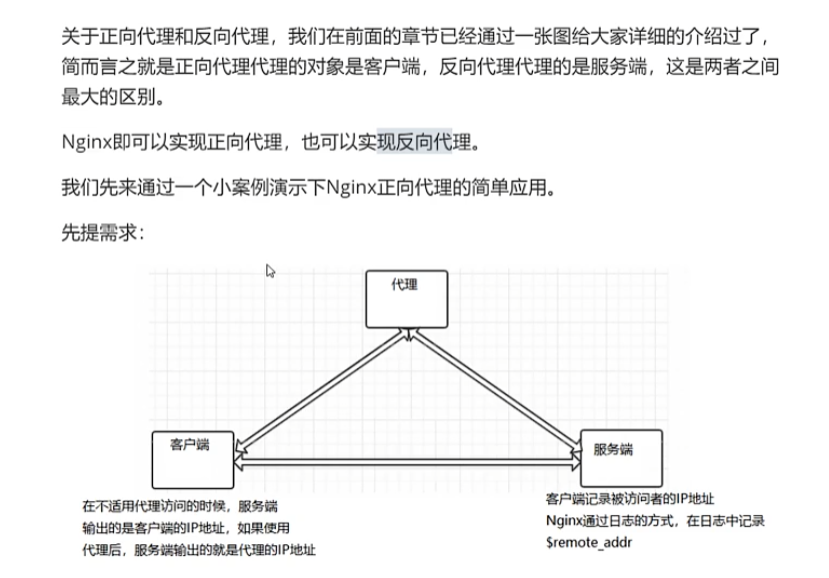 关于正向代理和反向代理，我们在前面的章节已经通过一张图给大家详细的介绍过了，
简而言之就是正向代理代理的对象是客户端，反向代理代理的是服务端，这是两者之间
最大的区别。
Nginx即可以实现正向代理，也可以实现反向代理。
我们先来通过一个小案例演示下Nginx正向代理的简单应用。
先提需求：
代理
客户端
服务端
在不适用代理访问的时候，服务端
输出的是客户端的IP地址，如果使用
代理后，服务端输出的就是代理的IP地址
客户端记录被访问者的IP地址
Nginx通过日志的方式，在日志中记录
$remote_addr